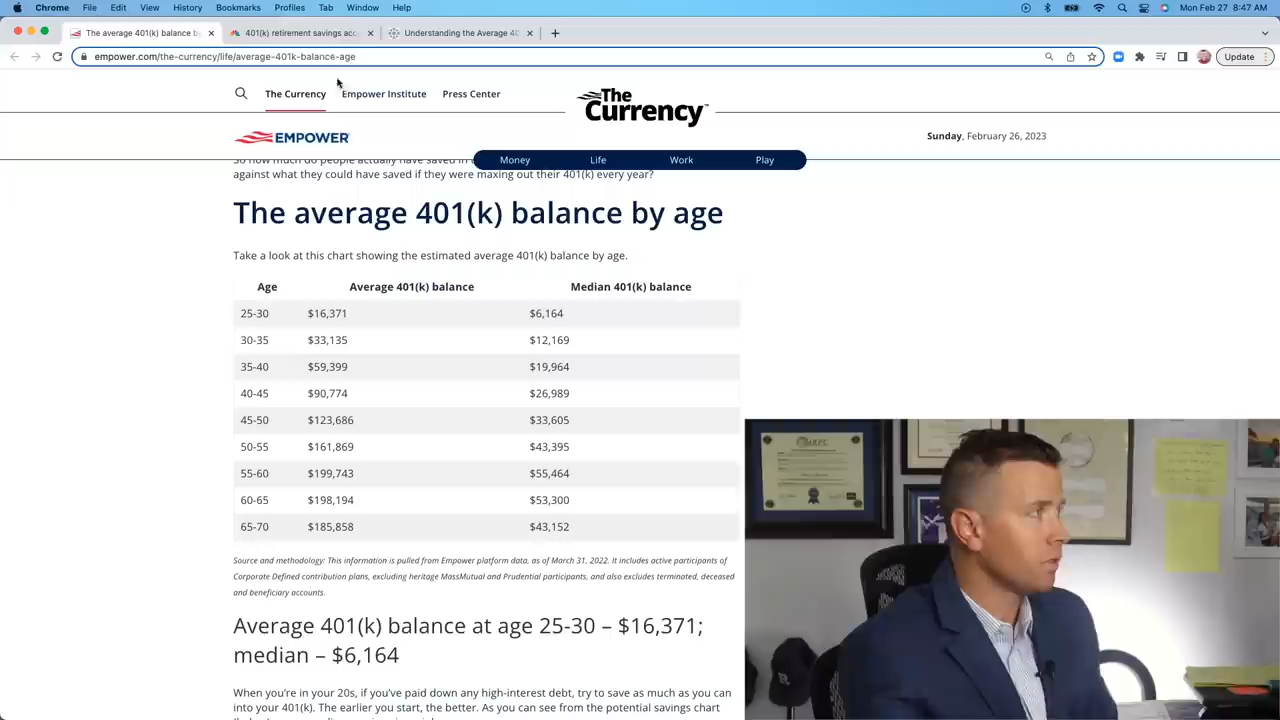 Chrome File Edit View History Bookmarks Profiles Tab Window Help Mon Feb 27 8:47 AM
The average 401(k) balance b 401(k) retirement savings acc Understanding the Average 40
empower.com/the-currency/life/average-401k-balance-age Update
The Currency Empower Institute Press Center The Currency™
EMPOWER Sunday, February 26, 2023
Money Life Work Play
So how much do people actually have saved in
against what they could have saved if they were maxing out their 401(k) every year?
The average 401(k) balance by age
Take a look at this chart showing the estimated average 401(k) balance by age.
Age Average 401(k) balance Median 401(k) balance
25-30 $16,371 $6,164
30-35 $33,135 $12,169
35-40 $59,399 $19,964
40-45 $90,774 $26,989
45-50 $123,686 $33,605
50-55 $161,869 $43,395
55-60 $199,743 $55,464
60-65 $198,194 $53,300
65-70 $185,858 $43,152
Source and methodology: This information is pulled from Empower platform data, as of March 31, 2022. It includes active participants of
Corporate Defined contribution plans, excluding heritage MassMutual and Prudential participants, and also excludes terminated, deceased
and beneficiary accounts.
Average 401(k) balance at age 25-30 – $16,371;
median – $6,164
When you're in your 20s, if you've paid down any high-interest debt, try to save as much as you can
into your 401(k). The earlier you start, the better. As you can see from the potential savings chart